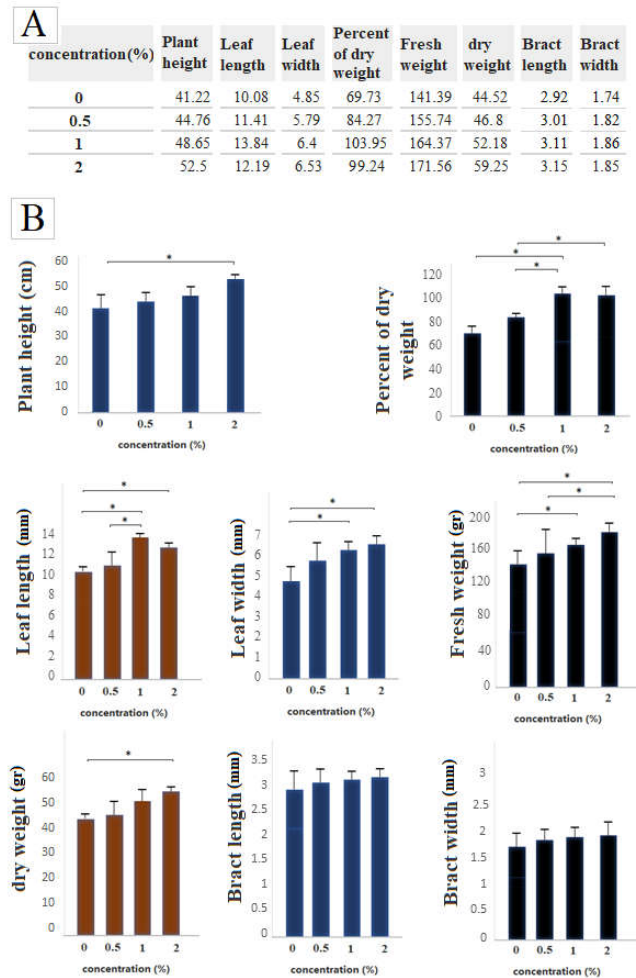 A
concentration(%) Plant height Leaf length Leaf width Percent of dry weight Fresh weight dry weight Bract length Bract width
0 41.22 10.08 4.85 69.73 141.39 44.52 2.92 1.74
0.5 44.76 11.41 5.79 84.27 155.74 46.8 3.01 1.82
1 48.65 13.84 6.4 103.95 164.37 52.18 3.11 1.86
2 52.5 12.19 6.53 99.24 171.56 59.25 3.15 1.85
B
Plant height (cm)
60
50
40
30
20
10
0
*
0 0.5 1 2
concentration (%)
Percent of dry
weight
120
100
80
60
40
20
0
*
*
*
0 0.5 1 2
concentration (%)
Leaf length (mm)
14
12
10
8
6
4
2
0
*
*
*
0 0.5 1 2
concentration (%)
Leaf width (mm)
7
6
5
4
3
2
1
0
*
*
0 0.5 1 2
concentration (%)
Fresh weight (gr)
200
160
120
40
0
*
*
*
0 0.5 1 2
concentration (%)
dry weight (gr)
60
50
40
30
20
10
0
*
0 0.5 1 2
concentration (%)
Bract length (mm)
3.5
3
2.5
2
1.5
1
0.5
0
0 0.5 1 2
concentration (%)
Bract width (mm)
3
2.5
2
1.5
1
0.5
0
0 0.5 1 2
concentration (%)